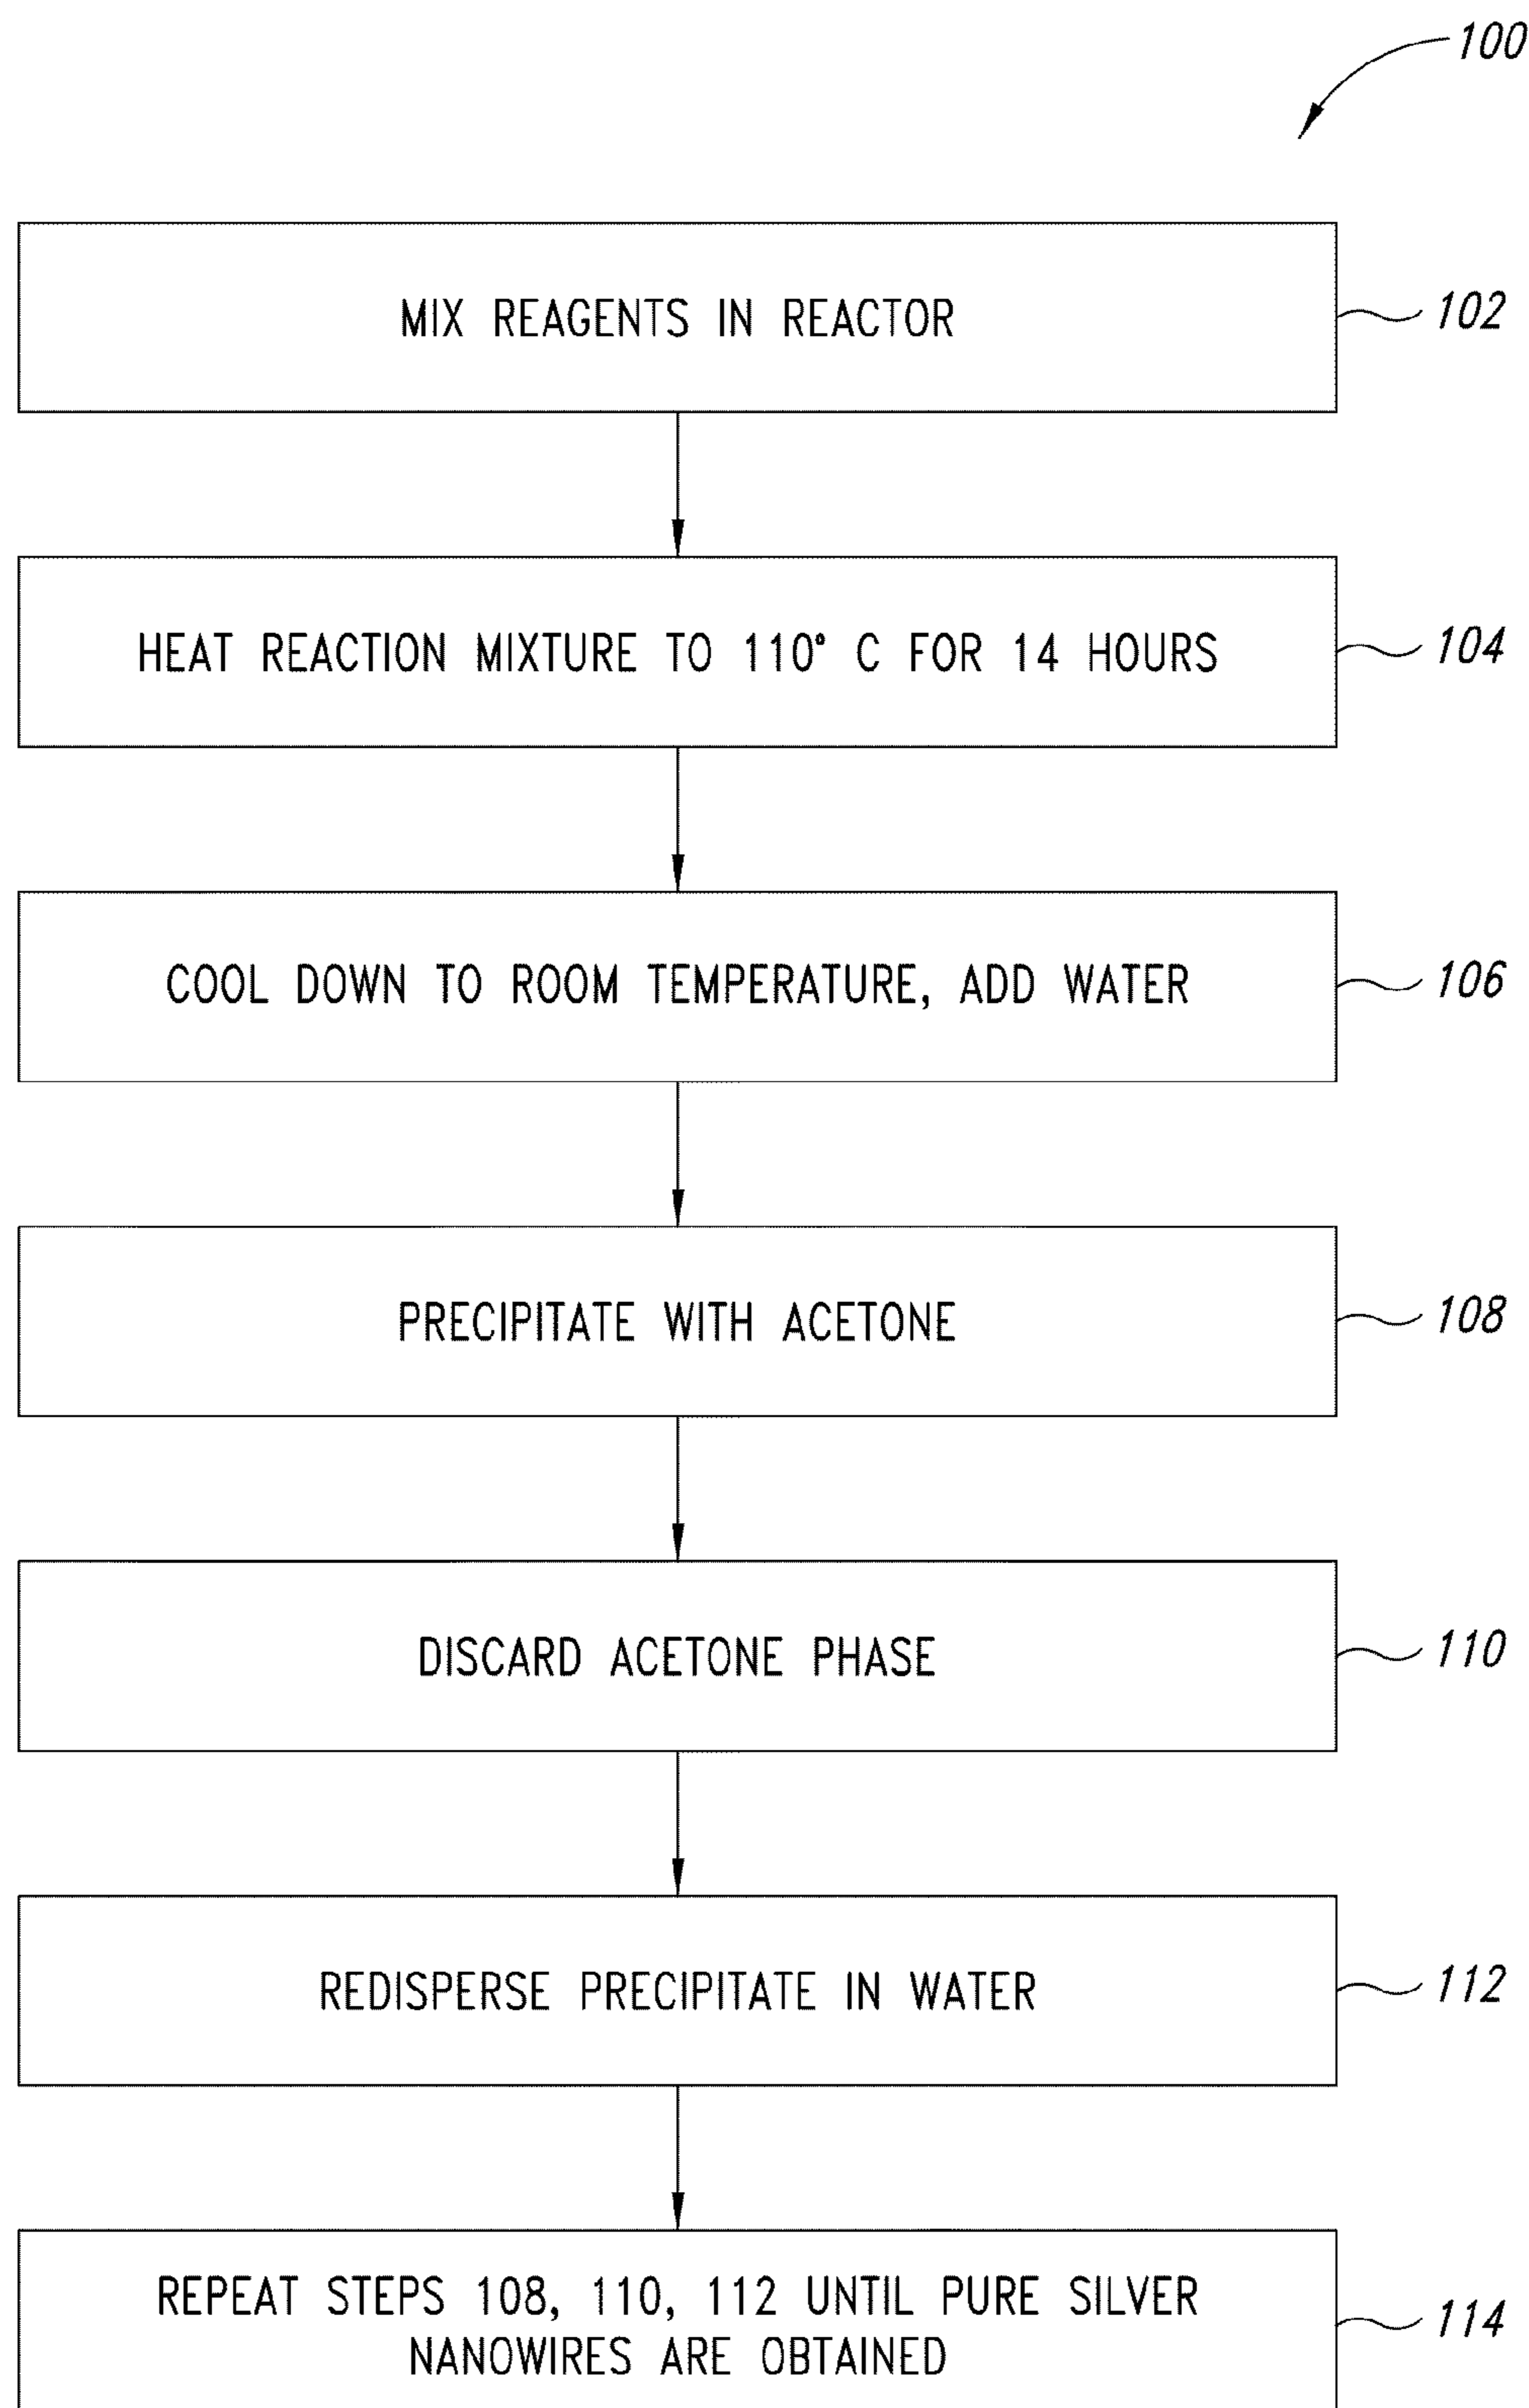 100
MIX REAGENTS IN REACTOR
102
HEAT REACTION MIXTURE TO 110° C FOR 14 HOURS
104
COOL DOWN TO ROOM TEMPERATURE, ADD WATER
106
PRECIPITATE WITH ACETONE
108
DISCARD ACETONE PHASE
110
REDISPERSE PRECIPITATE IN WATER
112
REPEAT STEPS 108, 110, 112 UNTIL PURE SILVER
NANOWIRES ARE OBTAINED
114